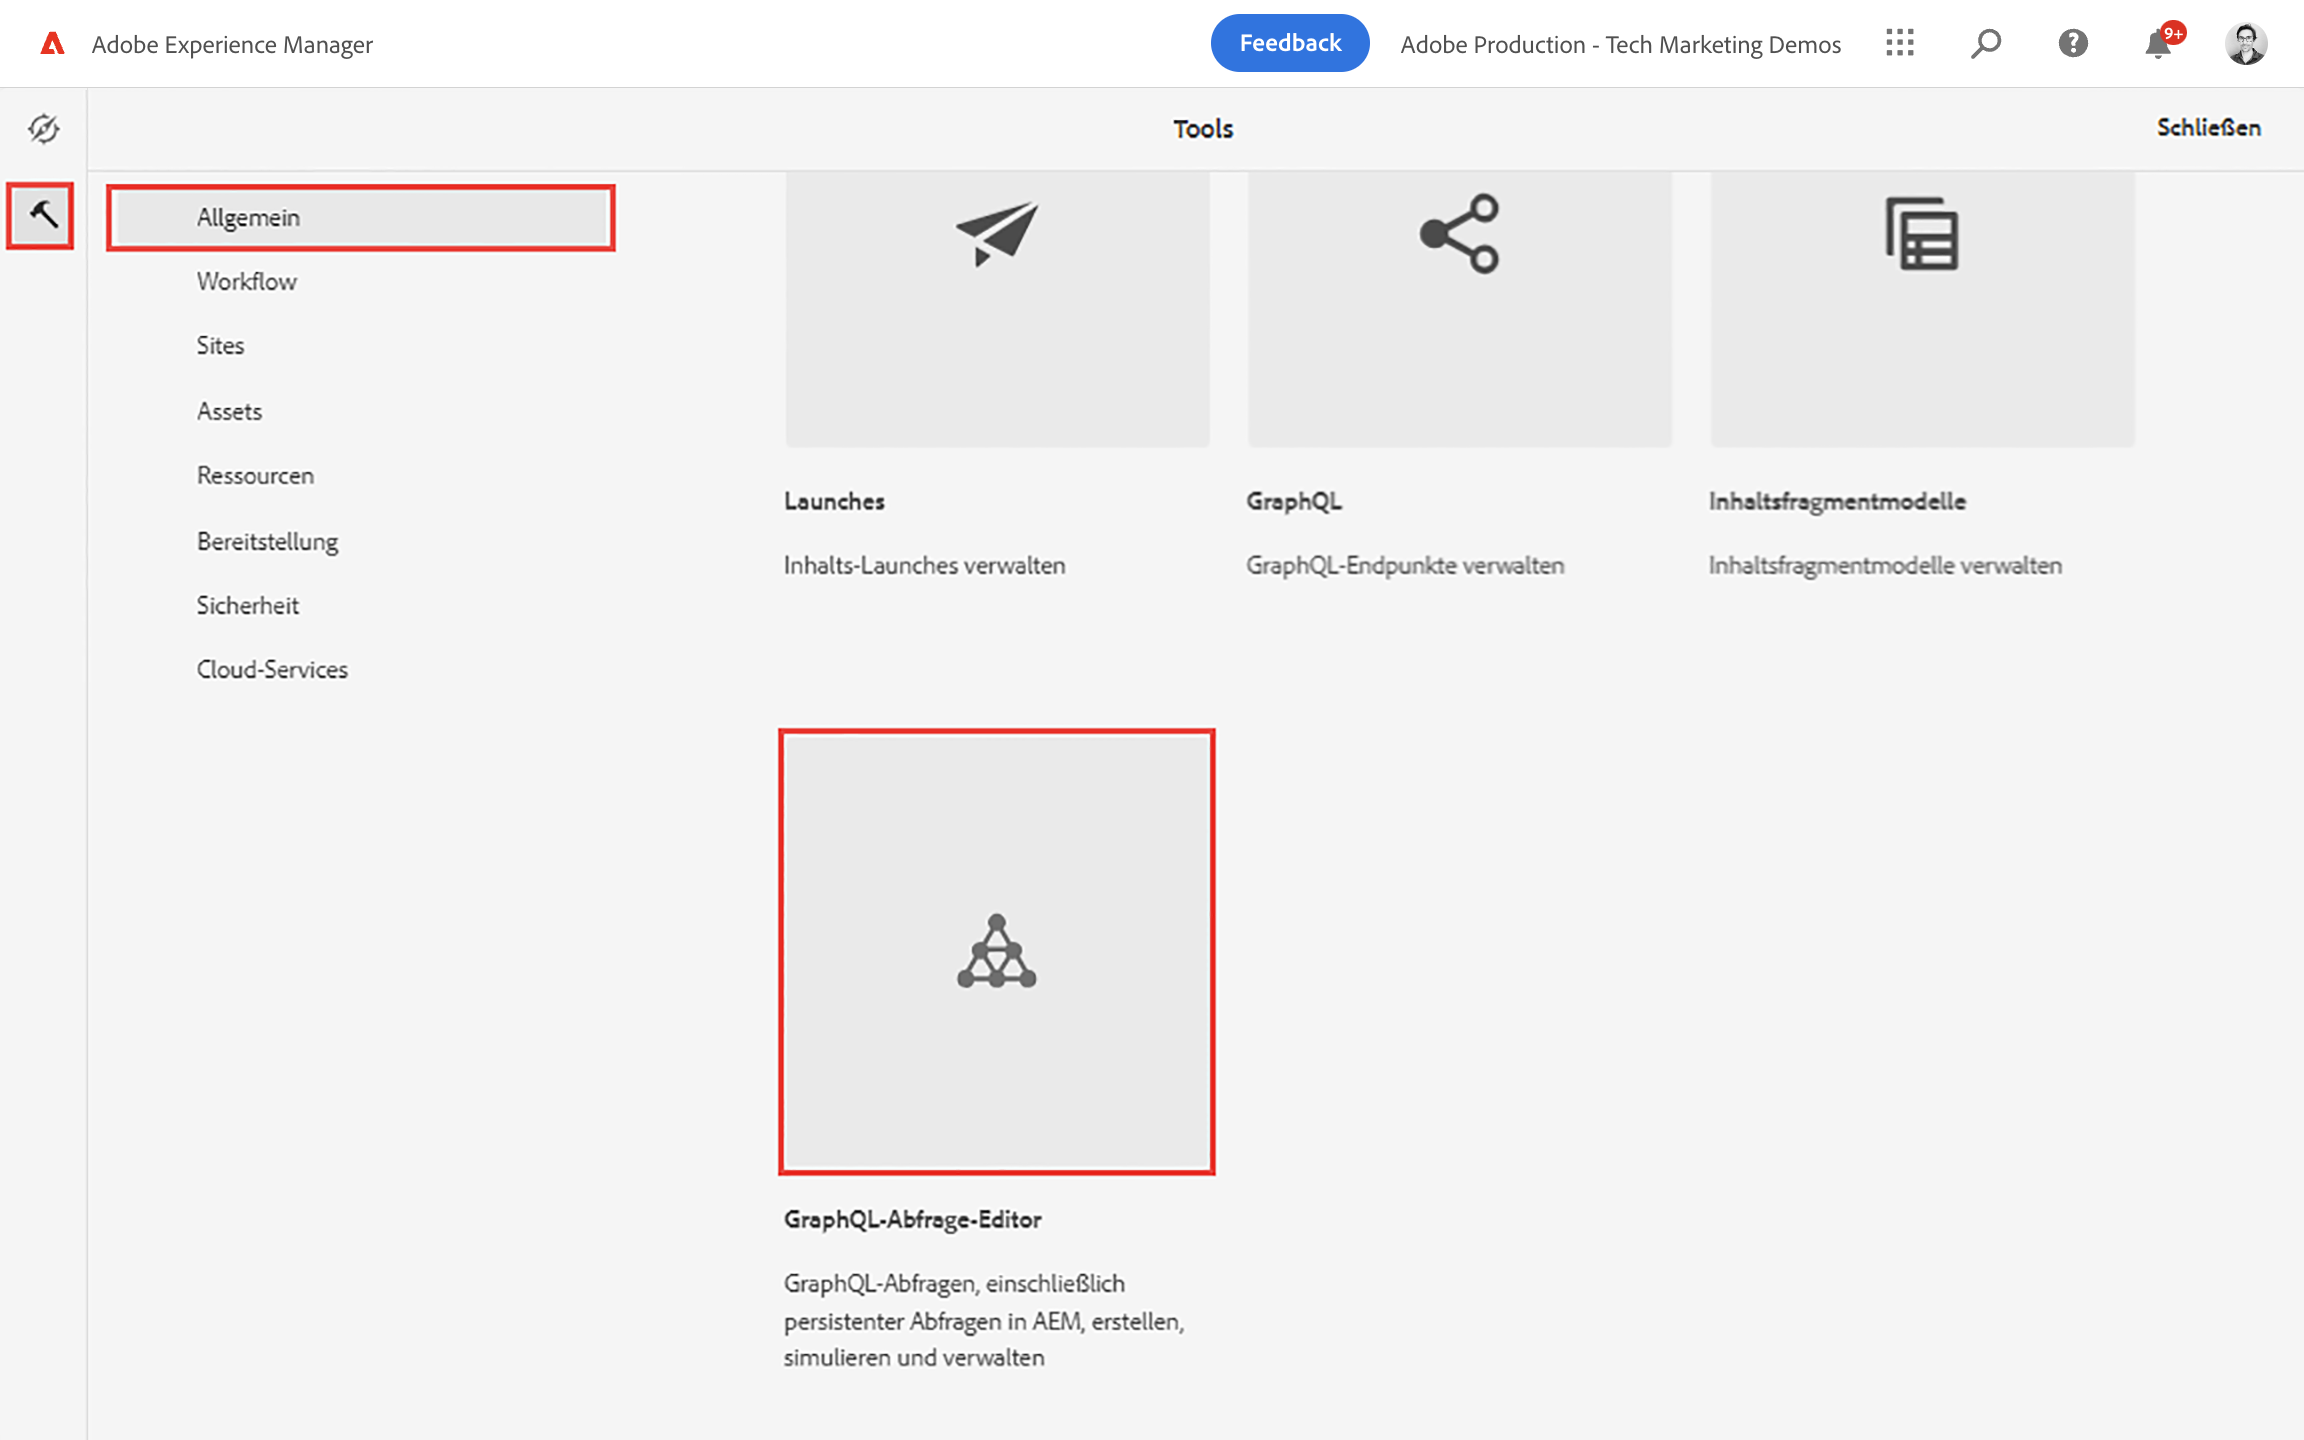 Adobe Experience Manager
Feedback
Adobe Production - Tech Marketing Demos
9+
Tools
Schließen
Allgemein
Workflow
Sites
Assets
Ressourcen
Bereitstellung
Sicherheit
Cloud-Services
Launches
Inhalts-Launches verwalten
GraphQL
GraphQL-Endpunkte verwalten
Inhaltsfragmentmodelle
Inhaltsfragmentmodelle verwalten
GraphQL-Abfrage-Editor
GraphQL-Abfragen, einschließlich
persistenter Abfragen in AEM, erstellen,
simulieren und verwalten